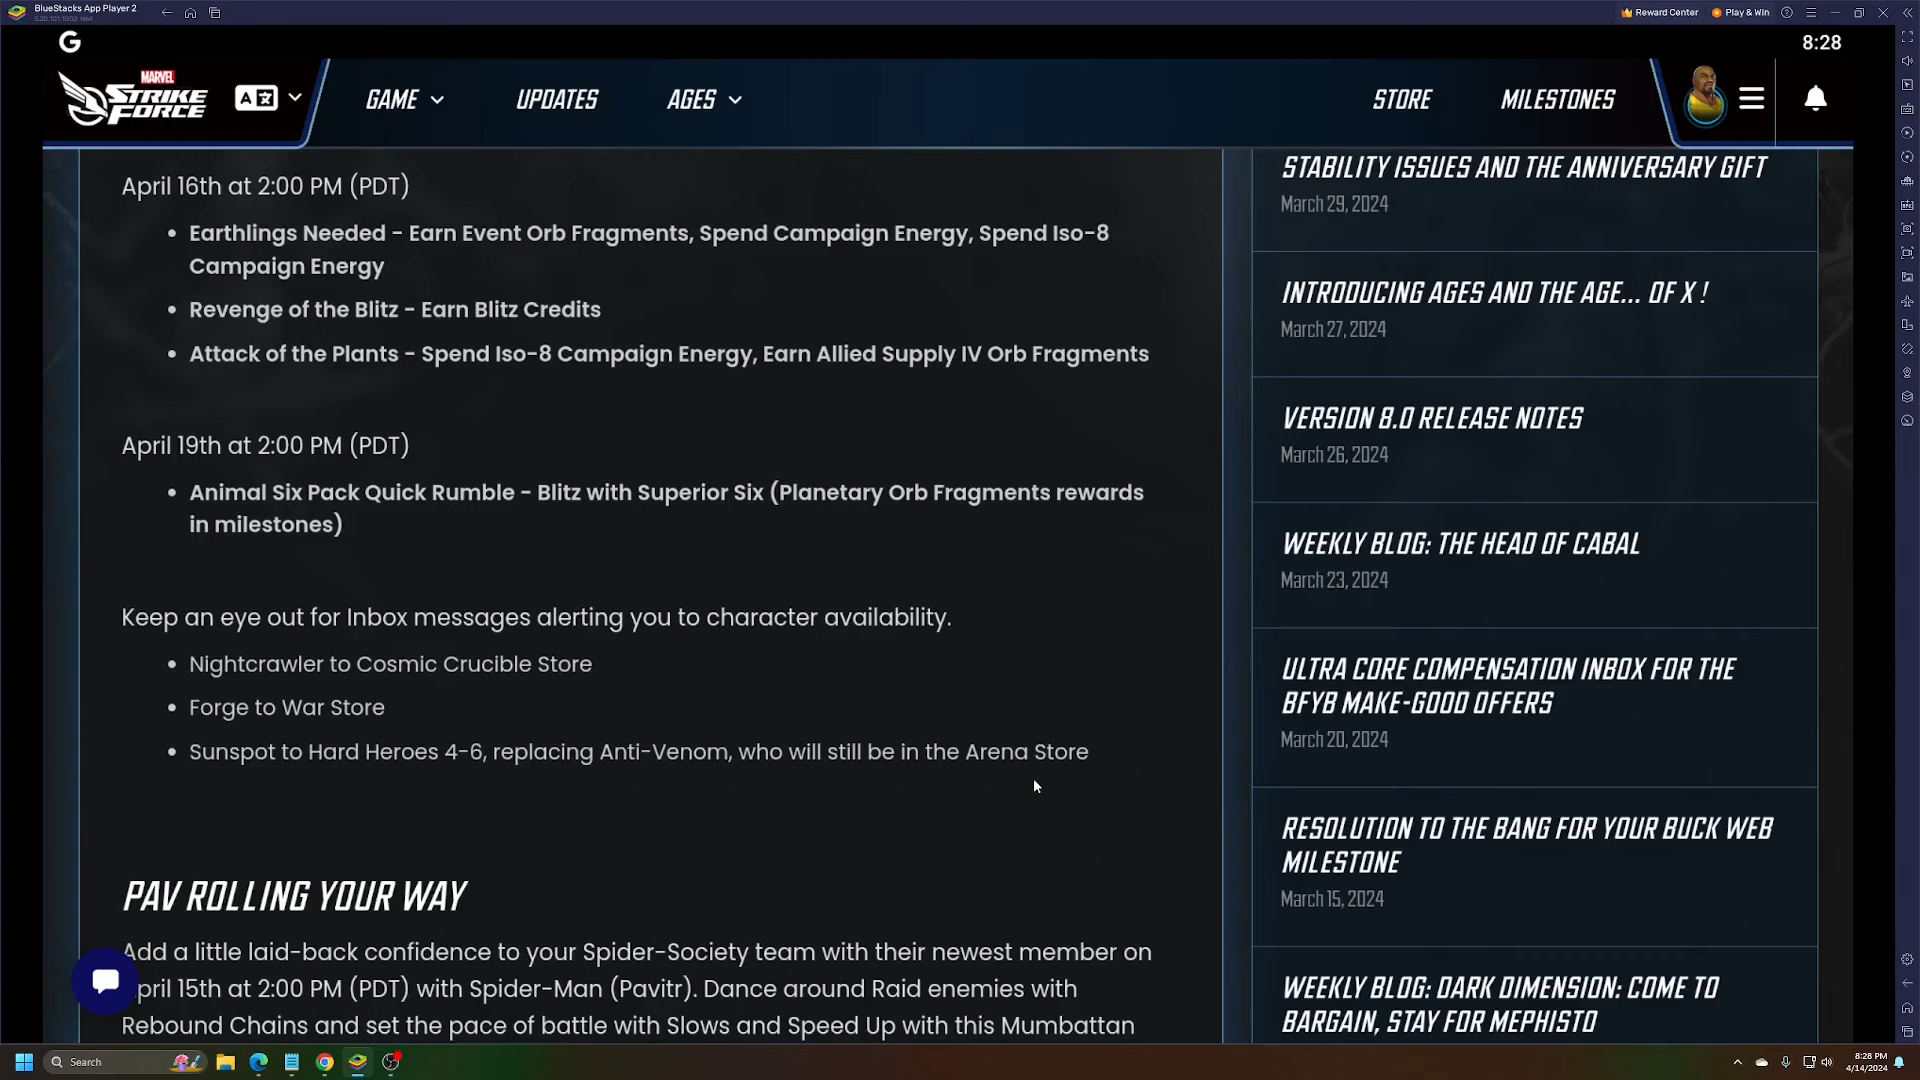 BlueStacks App Player 2
5.20.101.1002 N64
Reward Center
Play & Win
G
8:28
MARVEL
STRIKE
FORCE
GAME
UPDATES
AGES
STORE
MILESTONES
April 16th at 2:00 PM (PDT)
• Earthlings Needed - Earn Event Orb Fragments, Spend Campaign Energy, Spend Iso-8
Campaign Energy
• Revenge of the Blitz - Earn Blitz Credits
• Attack of the Plants - Spend Iso-8 Campaign Energy, Earn Allied Supply IV Orb Fragments
April 19th at 2:00 PM (PDT)
• Animal Six Pack Quick Rumble - Blitz with Superior Six (Planetary Orb Fragments rewards
in milestones)
Keep an eye out for Inbox messages alerting you to character availability.
• Nightcrawler to Cosmic Crucible Store
• Forge to War Store
• Sunspot to Hard Heroes 4-6, replacing Anti-Venom, who will still be in the Arena Store
PAV ROLLING YOUR WAY
Add a little laid-back confidence to your Spider-Society team with their newest member on
pril 15th at 2:00 PM (PDT) with Spider-Man (Pavitr). Dance around Raid enemies with
Rebound Chains and set the pace of battle with Slows and Speed Up with this Mumbattan
STABILITY ISSUES AND THE ANNIVERSARY GIFT
March 29, 2024
INTRODUCING AGES AND THE AGE... OF X !
March 27, 2024
VERSION 8.0 RELEASE NOTES
March 26, 2024
WEEKLY BLOG: THE HEAD OF CABAL
March 23, 2024
ULTRA CORE COMPENSATION INBOX FOR THE
BFYB MAKE-GOOD OFFERS
March 20, 2024
RESOLUTION TO THE BANG FOR YOUR BUCK WEB
MILESTONE
March 15, 2024
WEEKLY BLOG: DARK DIMENSION: COME TO
BARGAIN, STAY FOR MEPHISTO
Search
8:28 PM
4/14/2024